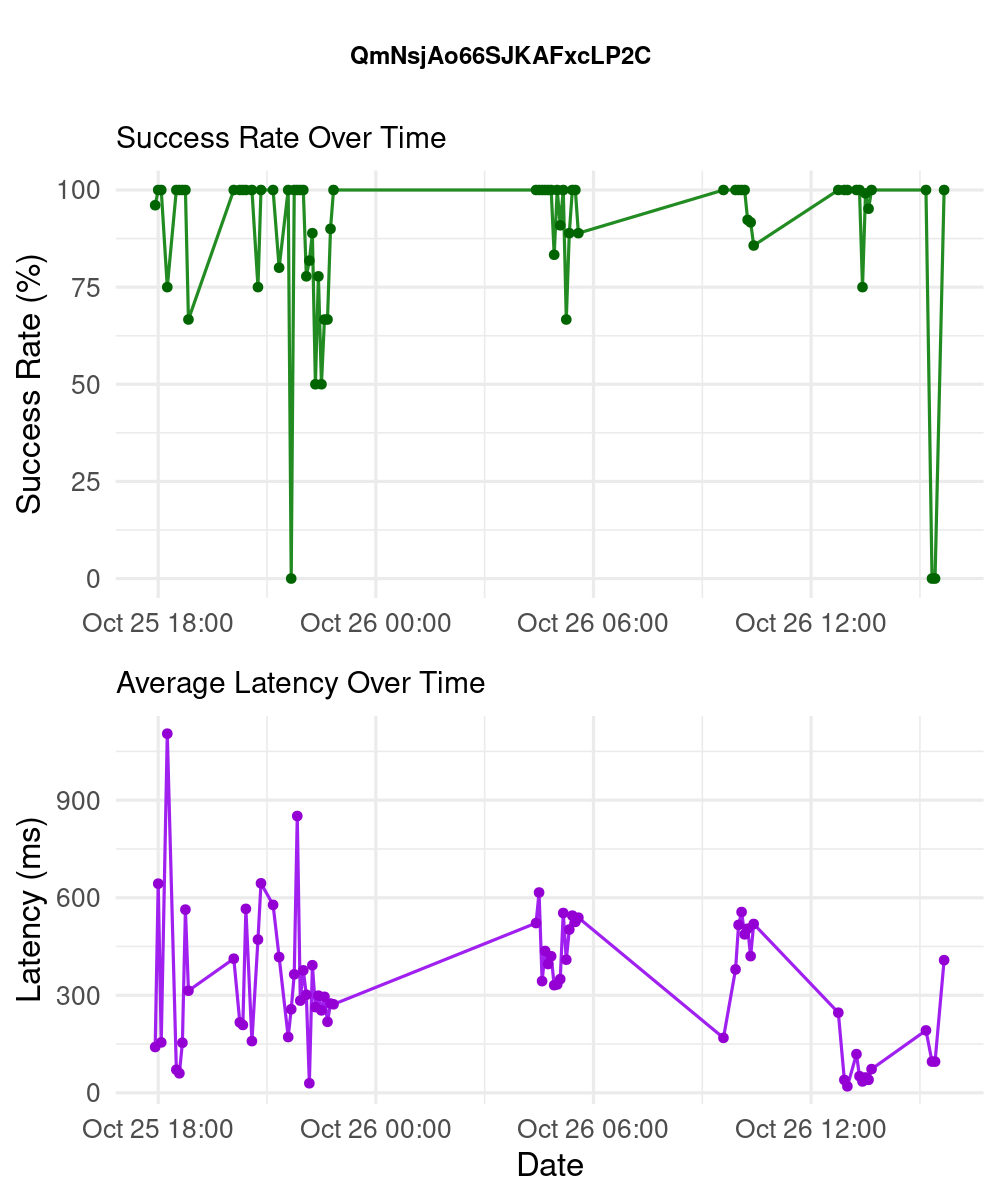 QmNsjAo66SJKAFxcLP2C
Success Rate Over Time
Success Rate (%)
100
75
50
25
0
Oct 25 18:00 Oct 26 00:00 Oct 26 06:00 Oct 26 12:00
Average Latency Over Time
Latency (ms)
900
600
300
0
Oct 25 18:00 Oct 26 00:00 Oct 26 06:00 Oct 26 12:00
Date